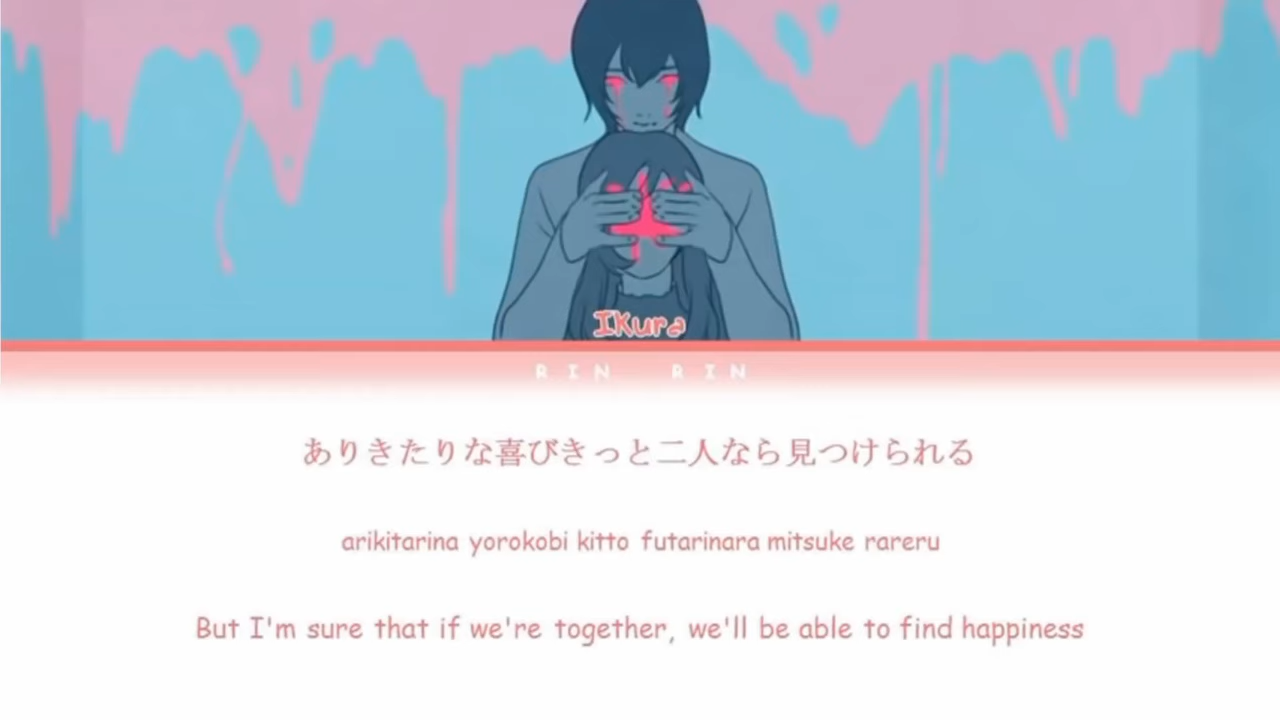 IKura
RIN RIN
ありきたりな喜びきっと二人なら見つけられる
arikitarina yorokobi kitto futarinara mitsuke rareru
But I'm sure that if we're together, we'll be able to find happiness